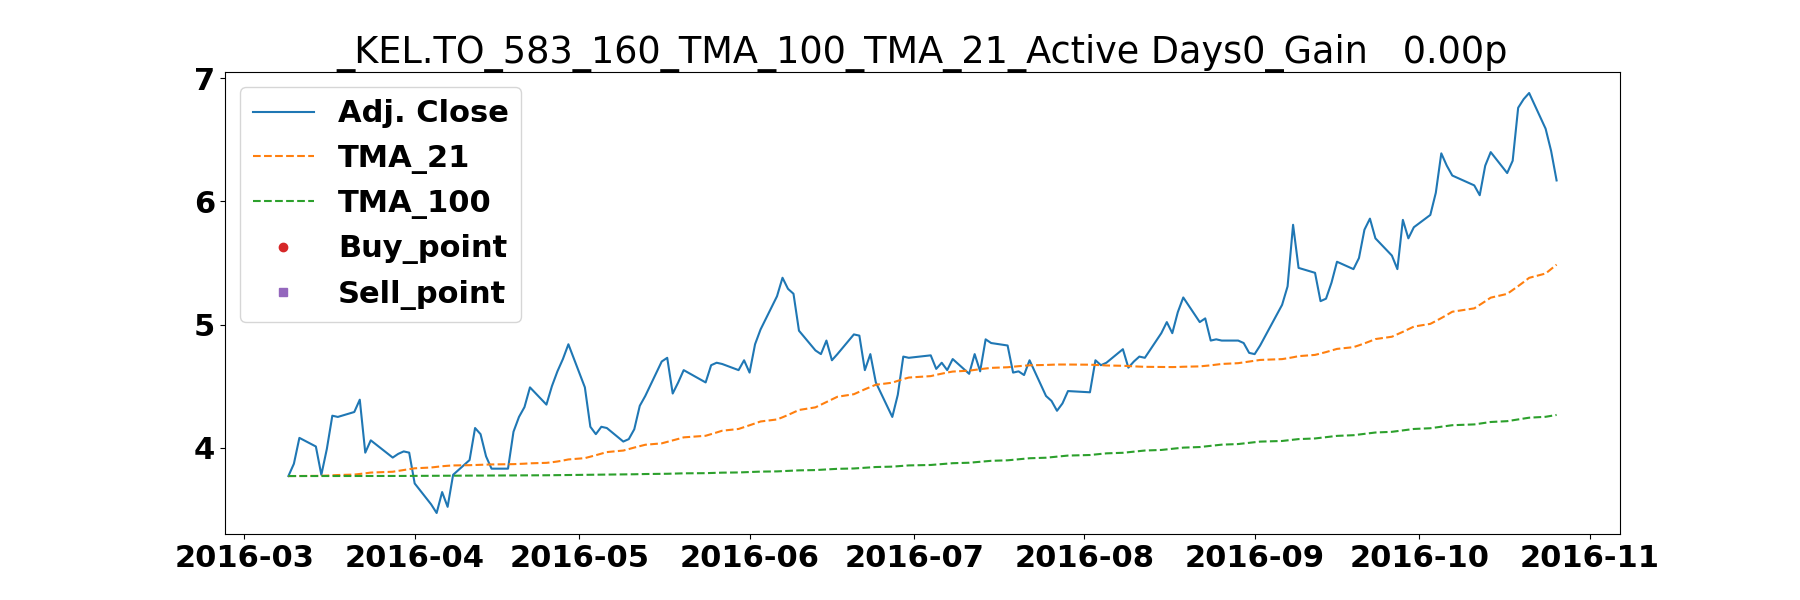 _KEL.TO_583_160_TMA_100_TMA_21_Active Days0_Gain   0.00p
7
6
5
4
Adj. Close
TMA_21
TMA_100
Buy_point
Sell_point
2016-03 2016-04 2016-05 2016-06 2016-07 2016-08 2016-09 2016-10 2016-11